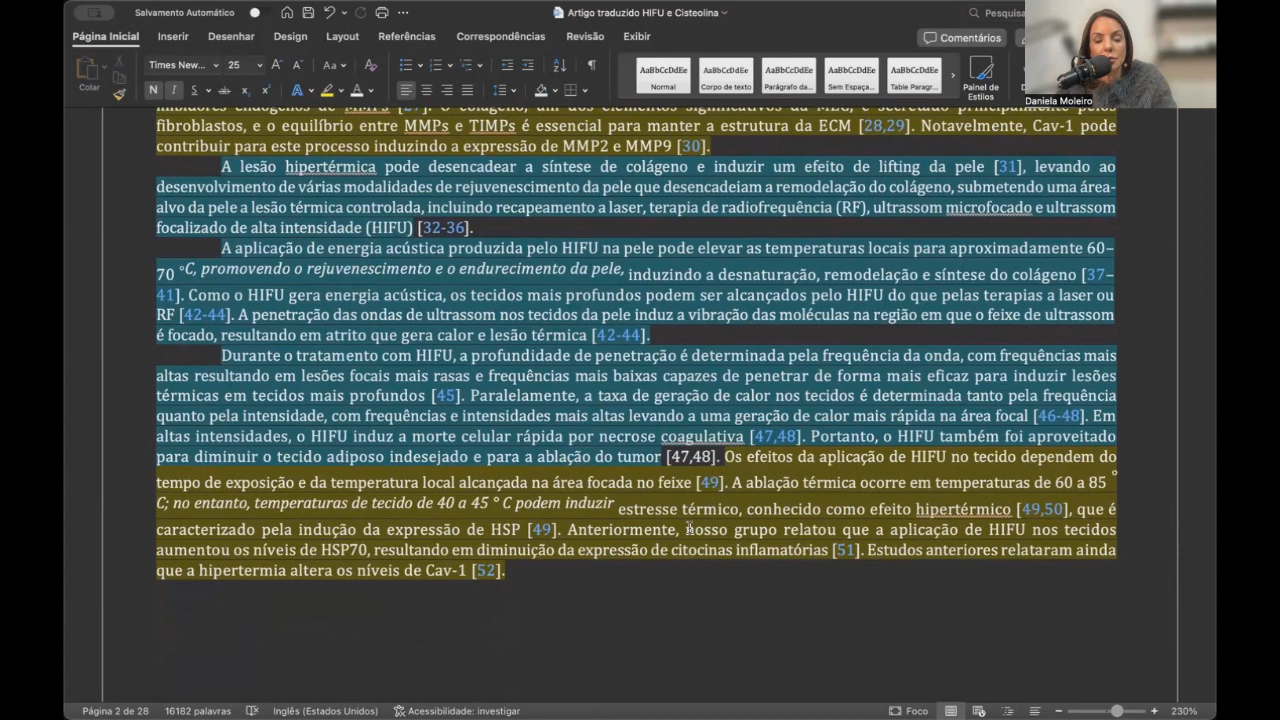 Salvamento Automático
Artigo traduzido HIFU e Cisteolina
Pesquisa
Página Inicial Inserir Desenhar Design Layout Referências Correspondências Revisão Exibir
Comentários
Colar
Times New... 25
AaBbCcDdEe AaBbCcDdEe AaBbCcDdEe AaBbCcDdEe AaBbCcDdEe
Normal Corpo de texto Parágrafo da... Sem Espaça... Table Paragr...
Painel de Estilos
Daniela Moleiro
fibroblastos, e o equilíbrio entre MMPs e TIMPs é essencial para manter a estrutura da ECM [28,29]. Notavelmente, Cav-1 pode
contribuir para este processo induzindo a expressão de MMP2 e MMP9 [30].
A lesão hipertérmica pode desencadear a síntese de colágeno e induzir um efeito de lifting da pele [31], levando ao
desenvolvimento de várias modalidades de rejuvenescimento da pele que desencadeiam a remodelação do colágeno, submetendo uma área-
alvo da pele a lesão térmica controlada, incluindo recapeamento a laser, terapia de radiofrequência (RF), ultrassom microfocado e ultrassom
focalizado de alta intensidade (HIFU) [32-36].
A aplicação de energia acústica produzida pelo HIFU na pele pode elevar as temperaturas locais para aproximadamente 60–
70 °C, promovendo o rejuvenescimento e o endurecimento da pele, induzindo a desnaturação, remodelação e síntese do colágeno [37–
41]. Como o HIFU gera energia acústica, os tecidos mais profundos podem ser alcançados pelo HIFU do que pelas terapias a laser ou
RF [42-44]. A penetração das ondas de ultrassom nos tecidos da pele induz a vibração das moléculas na região em que o feixe de ultrassom
é focado, resultando em atrito que gera calor e lesão térmica [42-44].
Durante o tratamento com HIFU, a profundidade de penetração é determinada pela frequência da onda, com frequências mais
altas resultando em lesões focais mais rasas e frequências mais baixas capazes de penetrar de forma mais eficaz para induzir lesões
térmicas em tecidos mais profundos [45]. Paralelamente, a taxa de geração de calor nos tecidos é determinada tanto pela frequência
quanto pela intensidade, com frequências e intensidades mais altas levando a uma geração de calor mais rápida na área focal [46-48]. Em
altas intensidades, o HIFU induz a morte celular rápida por necrose coagulativa [47,48]. Portanto, o HIFU também foi aproveitado
para diminuir o tecido adiposo indesejado e para a ablação do tumor [47,48]. Os efeitos da aplicação de HIFU no tecido dependem do
tempo de exposição e da temperatura local alcançada na área focada no feixe [49]. A ablação térmica ocorre em temperaturas de 60 a 85 °
C; no entanto, temperaturas de tecido de 40 a 45 ° C podem induzir estresse térmico, conhecido como efeito hipertérmico [49,50], que é
caracterizado pela indução da expressão de HSP [49]. Anteriormente, nosso grupo relatou que a aplicação de HIFU nos tecidos
aumentou os níveis de HSP70, resultando em diminuição da expressão de citocinas inflamatórias [51]. Estudos anteriores relataram ainda
que a hipertermia altera os níveis de Cav-1 [52].
Página 2 de 28 16182 palavras Inglês (Estados Unidos) Acessibilidade: investigar Foco 230%